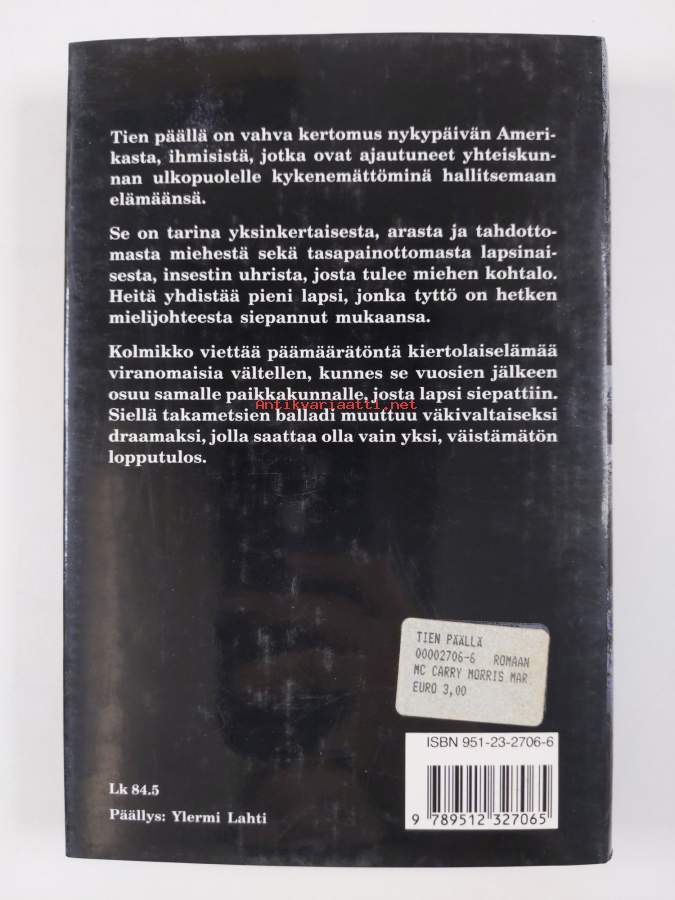 Tien päällä on vahva kertomus nykypäivän Ameri-
kasta, ihmisistä, jotka ovat ajautuneet yhteiskun-
nan ulkopuolelle kykenemättöminä hallitsemaan
elämäänsä.
Se on tarina yksinkertaisesta, arasta ja tahdotto-
masta miehestä sekä tasapainottomasta lapsinai-
sesta, insestin uhrista, josta tulee miehen kohtalo.
Heitä yhdistää pieni lapsi, jonka tyttö on hetken
mielijohteesta siepannut mukaansa.
Kolmikko viettää päämäärätöntä kiertolaiselämää
viranomaisia vältellen, kunnes se vuosien jälkeen
osuu samalle paikkakunnalle, josta lapsi siepattiin.
Antikvariaatti.net
Siellä takametsien balladi muuttuu väkivaltaiseksi
draamaksi, jolla saattaa olla vain yksi, väistämätön
lopputulos.
TIEN PÄÄLLÄ
00002706-6 ROMAAN
MC CARRY MORRIS MAR
EURO 3,00
ISBN 951-23-2706-6
9 789512 327065
Lk 84.5
Päällys: Ylermi Lahti